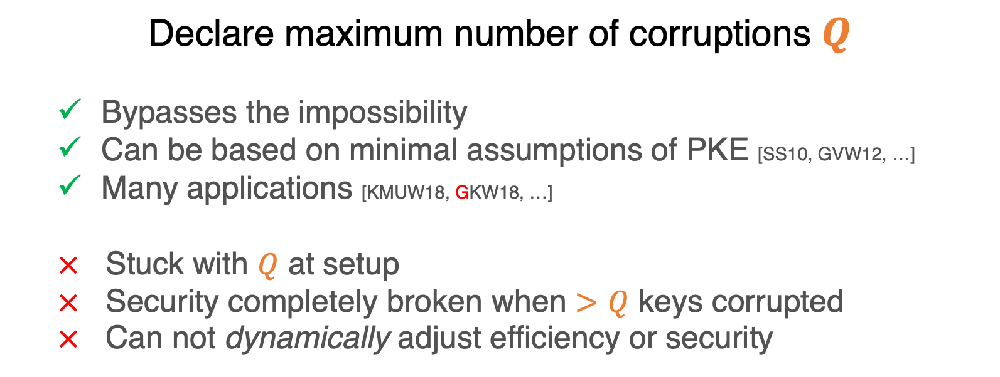 Declare maximum number of corruptions Q
✓ Bypasses the impossibility
✓ Can be based on minimal assumptions of PKE [SS10, GVW12, …]
✓ Many applications [KMUW18, GKW18, …]
× Stuck with Q at setup
× Security completely broken when > Q keys corrupted
× Can not dynamically adjust efficiency or security